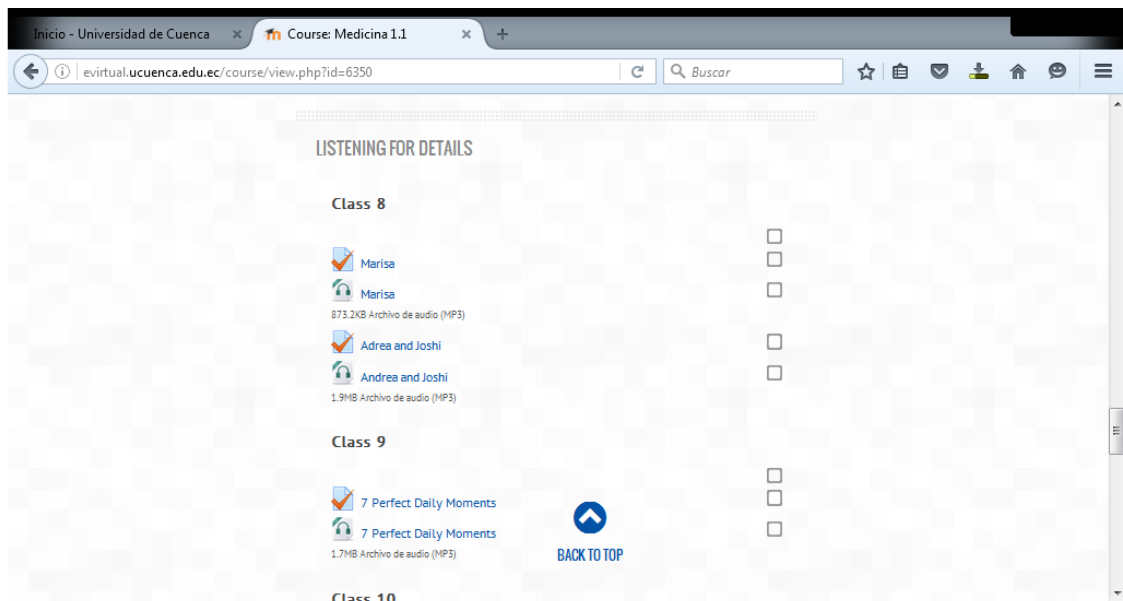 Inicio - Universidad de Cuenca
Course: Medicina 1.1
evirtual.ucuenca.edu.ec/course/view.php?id=6350
Buscar
LISTENING FOR DETAILS
Class 8
Marisa
Marisa
873.2KB Archivo de audio (MP3)
Adrea and Joshi
Andrea and Joshi
1.9MB Archivo de audio (MP3)
Class 9
7 Perfect Daily Moments
7 Perfect Daily Moments
1.7MB Archivo de audio (MP3)
BACK TO TOP
Class 10